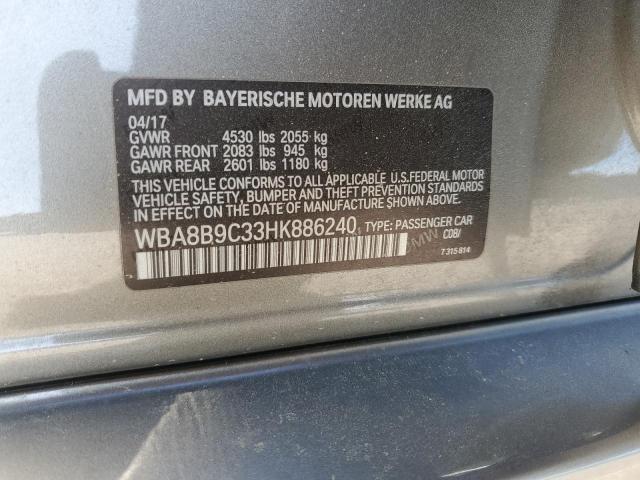 MFD BY BAYERISCHE MOTOREN WERKE AG
04/17
GVWR 4530 lbs 2055 kg
GAWR FRONT 2083 lbs 945 kg
GAWR REAR 2601 lbs 1180 kg
THIS VEHICLE CONFORMS TO ALL APPLICABLE U.S.FEDERAL MOTOR
VEHICLE SAFETY, BUMPER AND THEFT PREVENTION STANDARDS
IN EFFECT ON THE DATE OF MANUFACTURE SHOWN ABOVE.
WBA8B9C33HK886240 TYPE: PASSENGER CAR
C08/
7 315 814